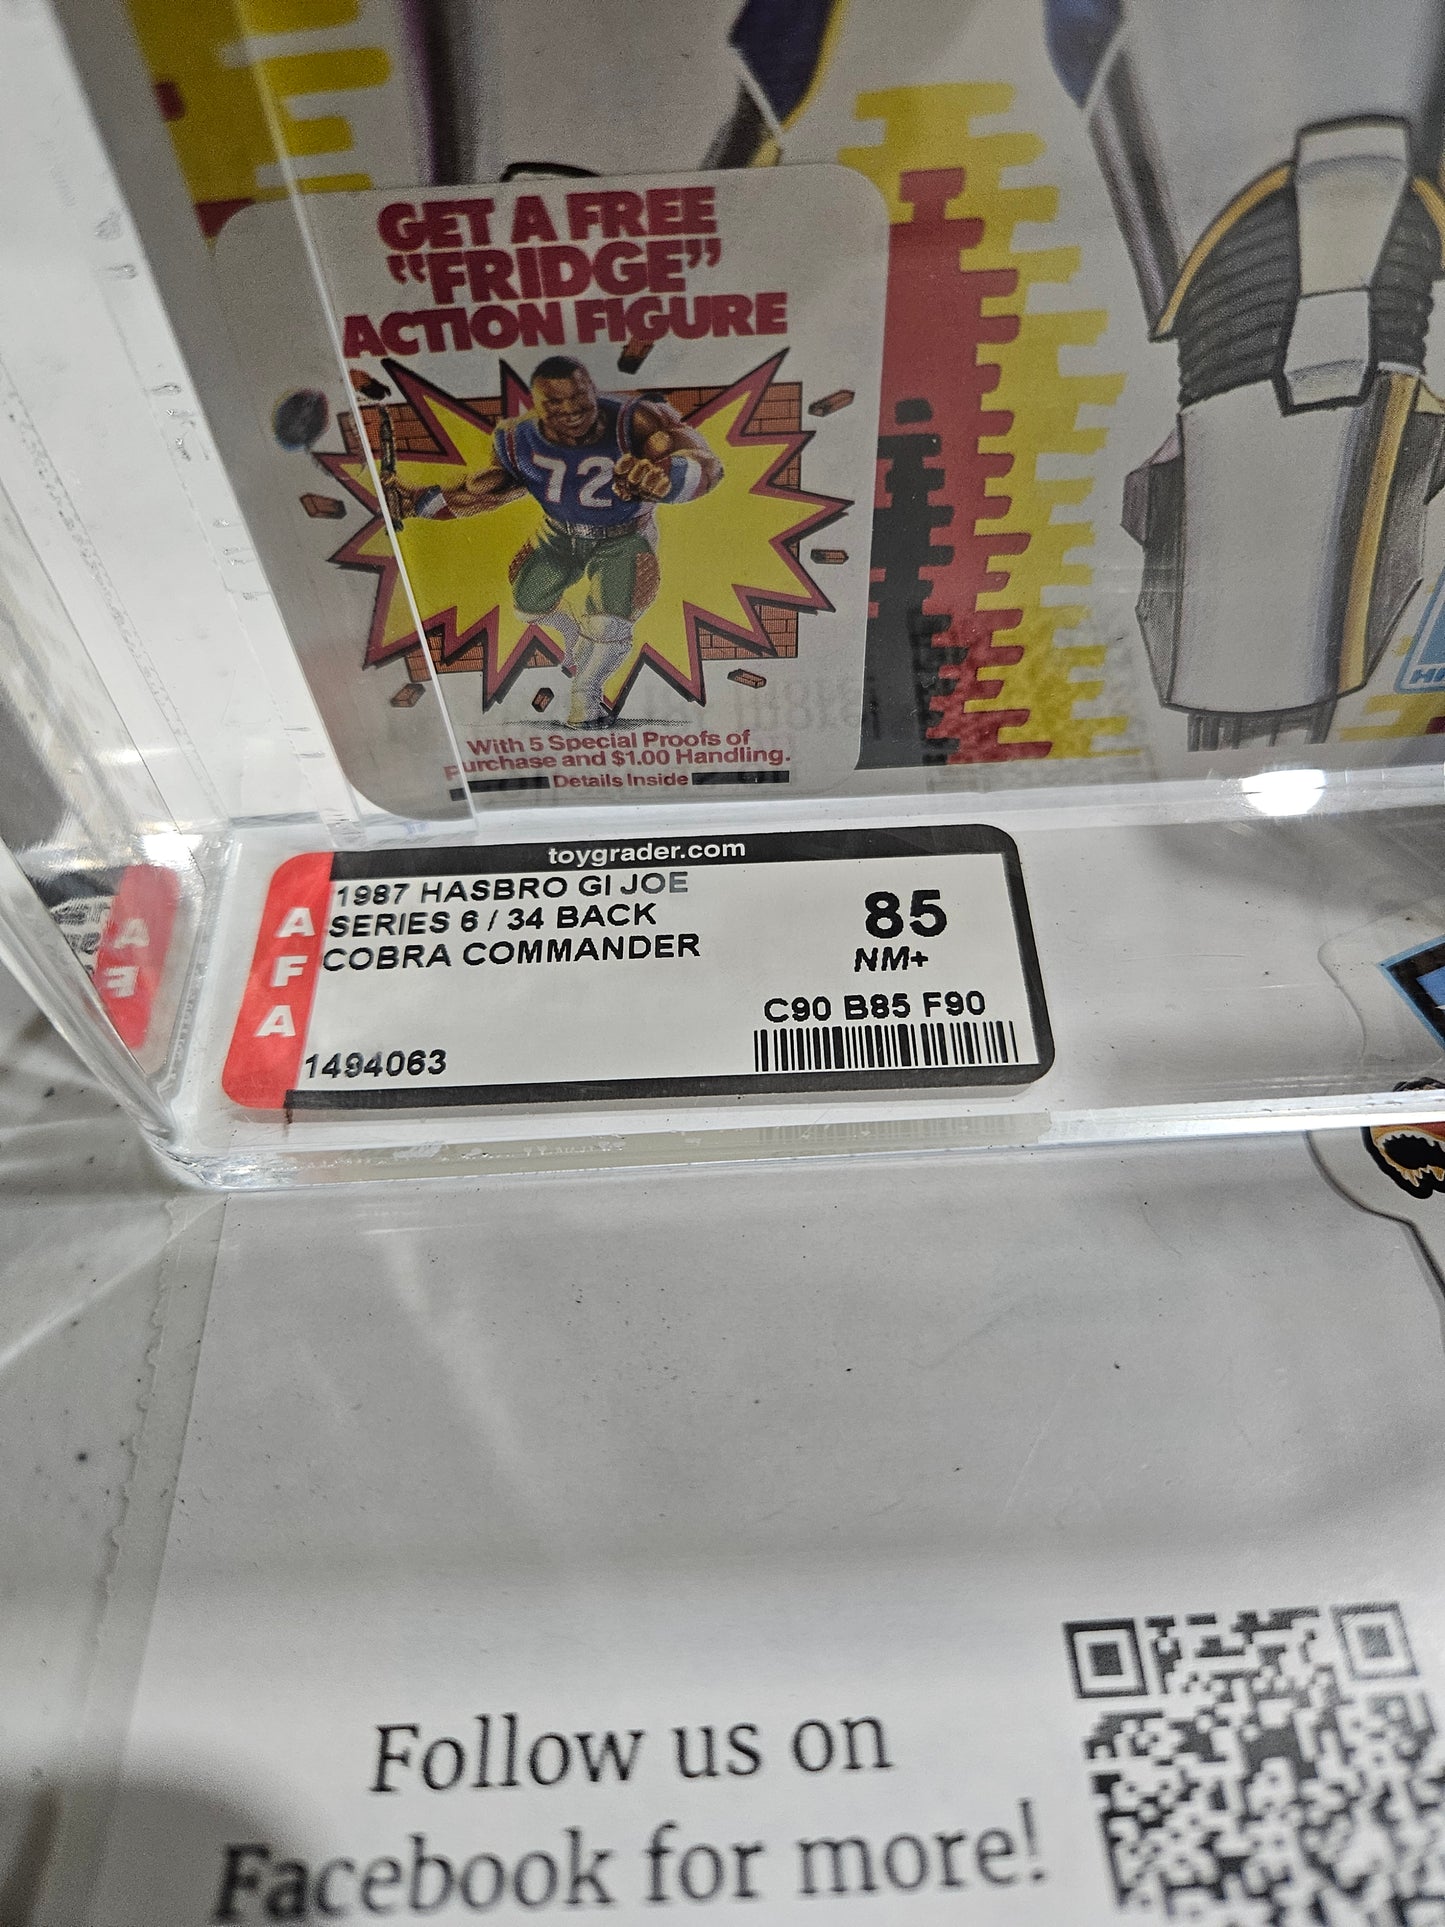 GET A FREE
"FRIDGE"
ACTION FIGURE
72
With 5 Special Proofs of
Purchase and $1.00 Handling.
Details Inside
toygrader.com
AFA
1987 HASBRO GI JOE
SERIES 6 / 34 BACK
COBRA COMMANDER
85
NM+
C90 B85 F90
1494063
Follow us on
Facebook for more!